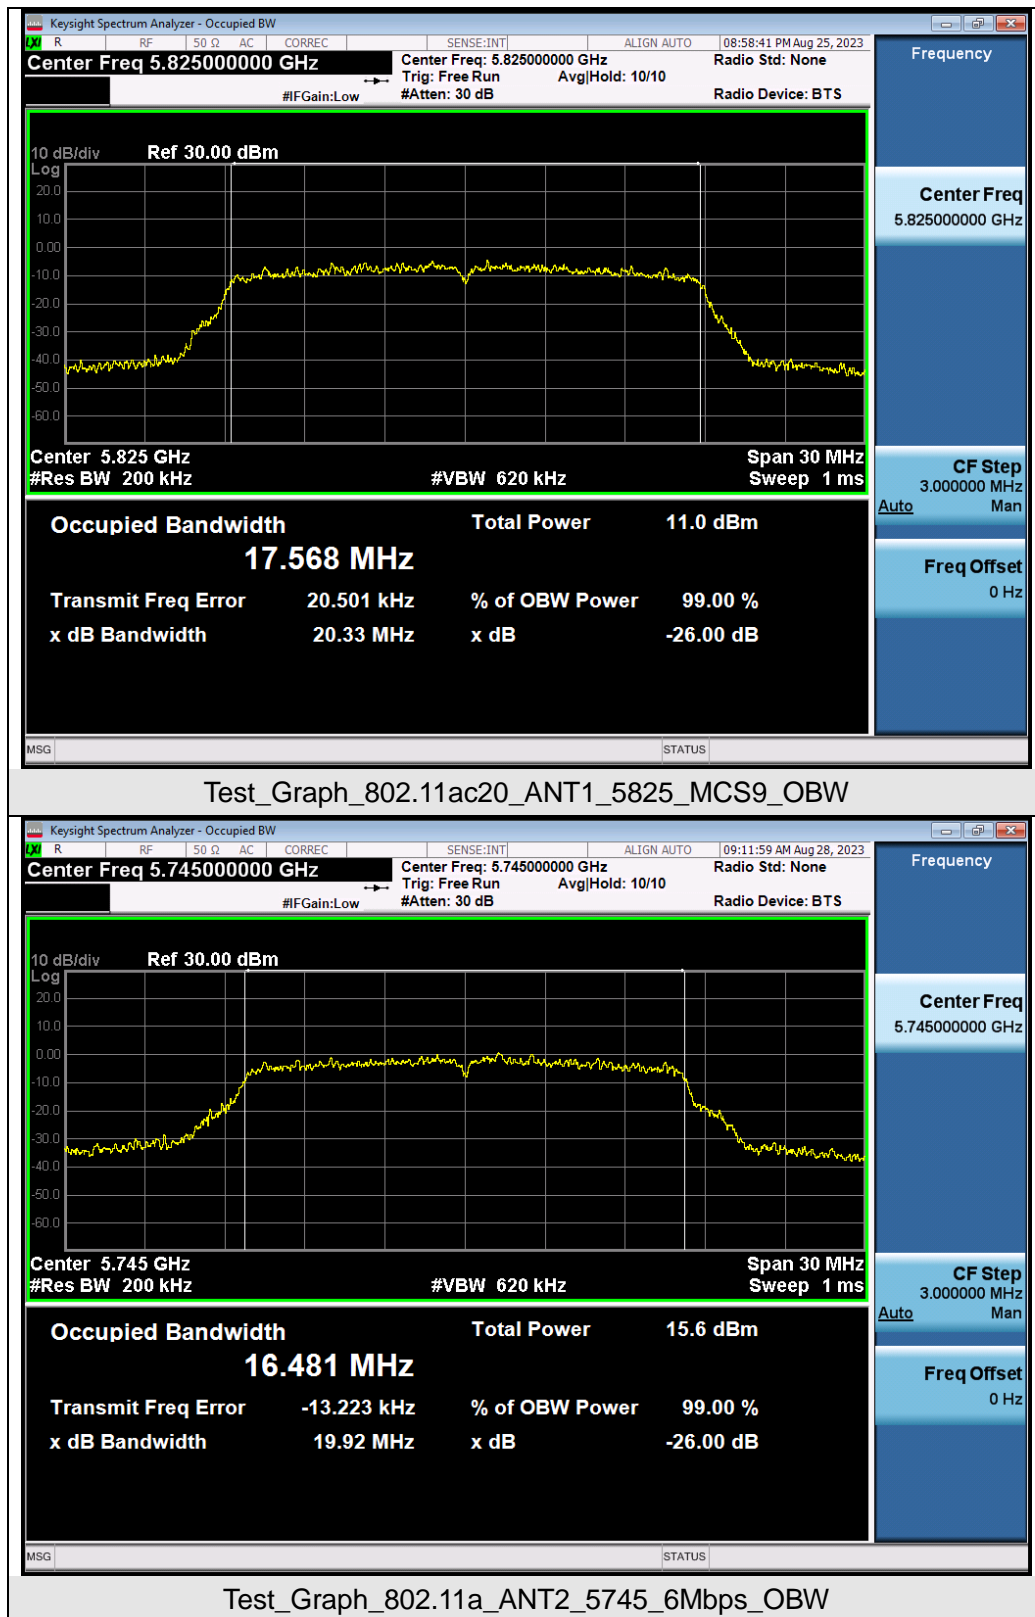 Keysight Spectrum Analyzer - Occupied BW
LXI R RF 50 Ω AC CORREC SENSE:INT ALIGN AUTO 08:58:41 PM Aug 25, 2023
Center Freq 5.825000000 GHz
Center Freq: 5.825000000 GHz
Radio Std: None
Trig: Free Run Avg|Hold: 10/10
#IFGain:Low #Atten: 30 dB Radio Device: BTS
10 dB/div Ref 30.00 dBm
Log
20.0
10.0
0.00
-10.0
-20.0
-30.0
-40.0
-50.0
-60.0
Center 5.825 GHz Span 30 MHz
#Res BW 200 kHz #VBW 620 kHz Sweep 1 ms
Occupied Bandwidth Total Power 11.0 dBm
17.568 MHz
Transmit Freq Error 20.501 kHz % of OBW Power 99.00 %
x dB Bandwidth 20.33 MHz x dB -26.00 dB
MSG STATUS
Frequency
Center Freq
5.825000000 GHz
CF Step
3.000000 MHz
Auto Man
Freq Offset
0 Hz
Test_Graph_802.11ac20_ANT1_5825_MCS9_OBW
Keysight Spectrum Analyzer - Occupied BW
LXI R RF 50 Ω AC CORREC SENSE:INT ALIGN AUTO 09:11:59 AM Aug 28, 2023
Center Freq 5.745000000 GHz
Center Freq: 5.745000000 GHz
Radio Std: None
Trig: Free Run Avg|Hold: 10/10
#IFGain:Low #Atten: 30 dB Radio Device: BTS
10 dB/div Ref 30.00 dBm
Log
20.0
10.0
0.00
-10.0
-20.0
-30.0
-40.0
-50.0
-60.0
Center 5.745 GHz Span 30 MHz
#Res BW 200 kHz #VBW 620 kHz Sweep 1 ms
Occupied Bandwidth Total Power 15.6 dBm
16.481 MHz
Transmit Freq Error -13.223 kHz % of OBW Power 99.00 %
x dB Bandwidth 19.92 MHz x dB -26.00 dB
MSG STATUS
Frequency
Center Freq
5.745000000 GHz
CF Step
3.000000 MHz
Auto Man
Freq Offset
0 Hz
Test_Graph_802.11a_ANT2_5745_6Mbps_OBW